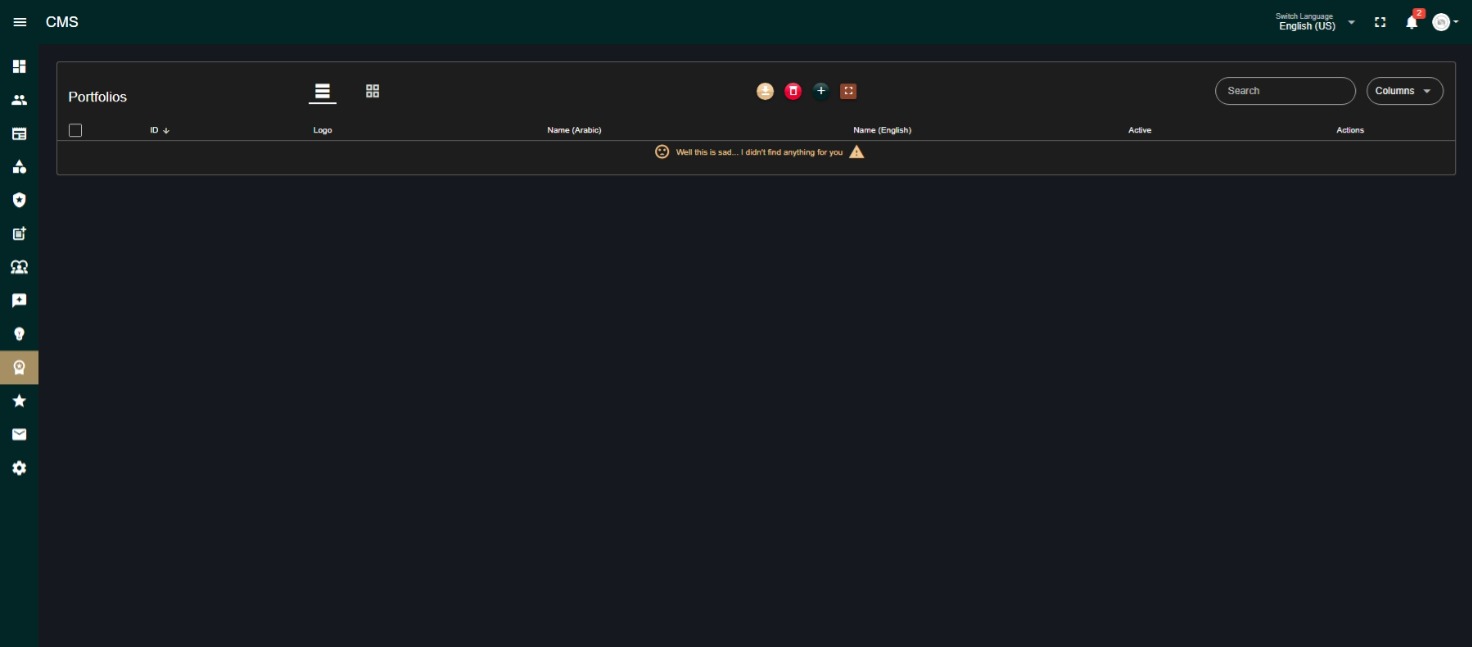 CMS
Switch Language
English (US)
2
Portfolios
Search
Columns
ID
Logo
Name (Arabic)
Name (English)
Active
Actions
Well this is sad... I didn't find anything for you